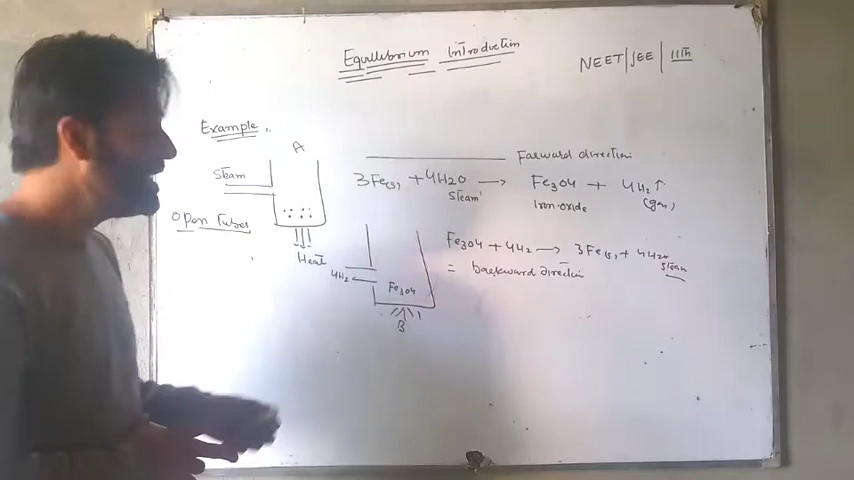 Equilibrium Introduction
NEET/JEE/11th
Example.
A
Steam
Open Tubes
Heat
Farward direction
3Fe(s) + 4H2O → Fe3O4 + 4H2↑
Steam Iron oxide (gas)
Fe3O4 + 4H2 → 3Fe(s) + 4H2O
= backward direction Steam
4H2 ← Fe3O4
B